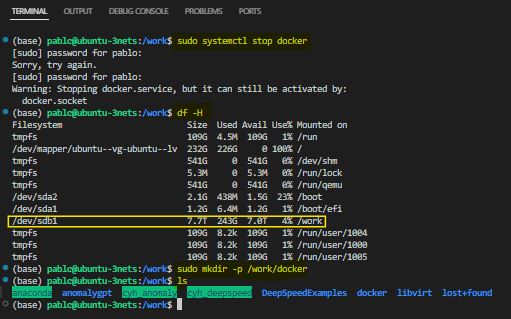 TERMINAL OUTPUT DEBUG CONSOLE PROBLEMS PORTS
(base) pablo@ubuntu-3nets:/work$ sudo systemctl stop docker
[sudo] password for pablo:
Sorry, try again.
[sudo] password for pablo:
Warning: Stopping docker.service, but it can still be activated by:
docker.socket
(base) pablo@ubuntu-3nets:/work$ df -H
Filesystem Size Used Avail Use% Mounted on
tmpfs 109G 4.5M 109G 1% /run
/dev/mapper/ubuntu--vg-ubuntu--lv 232G 226G 0 100% /
tmpfs 541G 0 541G 0% /dev/shm
tmpfs 5.3M 0 5.3M 0% /run/lock
tmpfs 541G 0 541G 0% /run/qemu
/dev/sda2 2.1G 438M 1.5G 23% /boot
/dev/sda1 1.2G 6.4M 1.2G 1% /boot/efi
/dev/sdb1 7.7T 243G 7.0T 4% /work
tmpfs 109G 8.2k 109G 1% /run/user/1004
tmpfs 109G 8.2k 109G 1% /run/user/1000
tmpfs 109G 8.2k 109G 1% /run/user/1005
(base) pablo@ubuntu-3nets:/work$ sudo mkdir -p /work/docker
(base) pablo@ubuntu-3nets:/work$ ls
anaconda anomalygpt cyh_anomaly cyh_deepspeed DeepSpeedExamples docker libvirt lost+found
(base) pablo@ubuntu-3nets:/work$